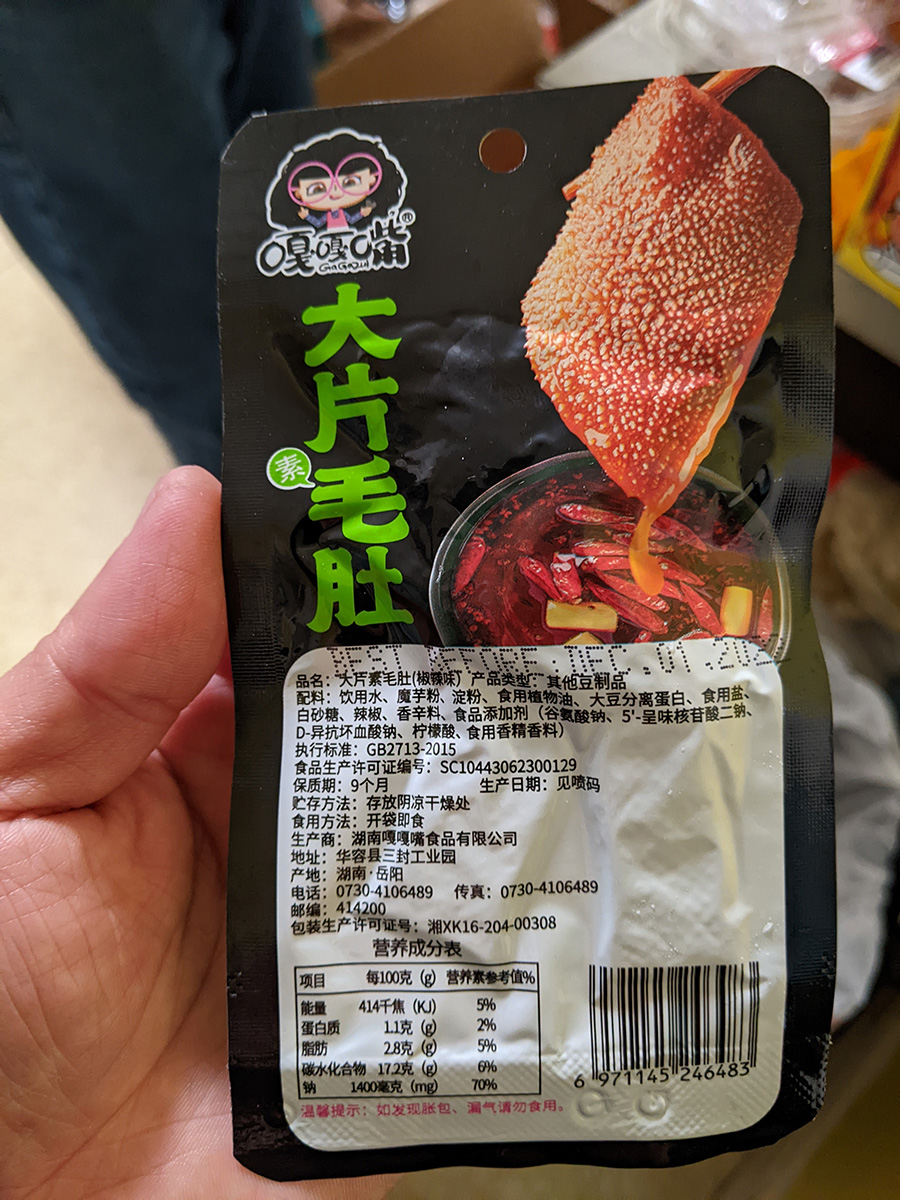 嘎嘎嘴®
GaGaZui
大片毛肚
素
BEST BEFORE:DEC.01.
品名：大片素毛肚(椒辣味) 产品类型：其他豆制品
配料：饮用水、魔芋粉、淀粉、食用植物油、大豆分离蛋白、食用盐、
白砂糖、辣椒、香辛料、食品添加剂（谷氨酸钠、5'-呈味核苷酸二钠、
D-异抗坏血酸钠、柠檬酸、食用香精香料）
执行标准：GB2713-2015
食品生产许可证编号：SC10443062300129
保质期：9个月 生产日期：见喷码
贮存方法：存放阴凉干燥处
食用方法：开袋即食
生产商：湖南嘎嘎嘴食品有限公司
地址：华容县三封工业园
产地：湖南·岳阳
电话：0730-4106489 传真：0730-4106489
邮编：414200
包装生产许可证号：湘XK16-204-00308
营养成分表
项目 每100克（g） 营养素参考值%
能量 414千焦（KJ） 5%
蛋白质 1.1克（g） 2%
脂肪 2.8克（g） 5%
碳水化合物 17.2克（g） 6%
钠 1400毫克（mg） 70%
温馨提示：如发现胀包、漏气请勿食用。
6 971145 246483